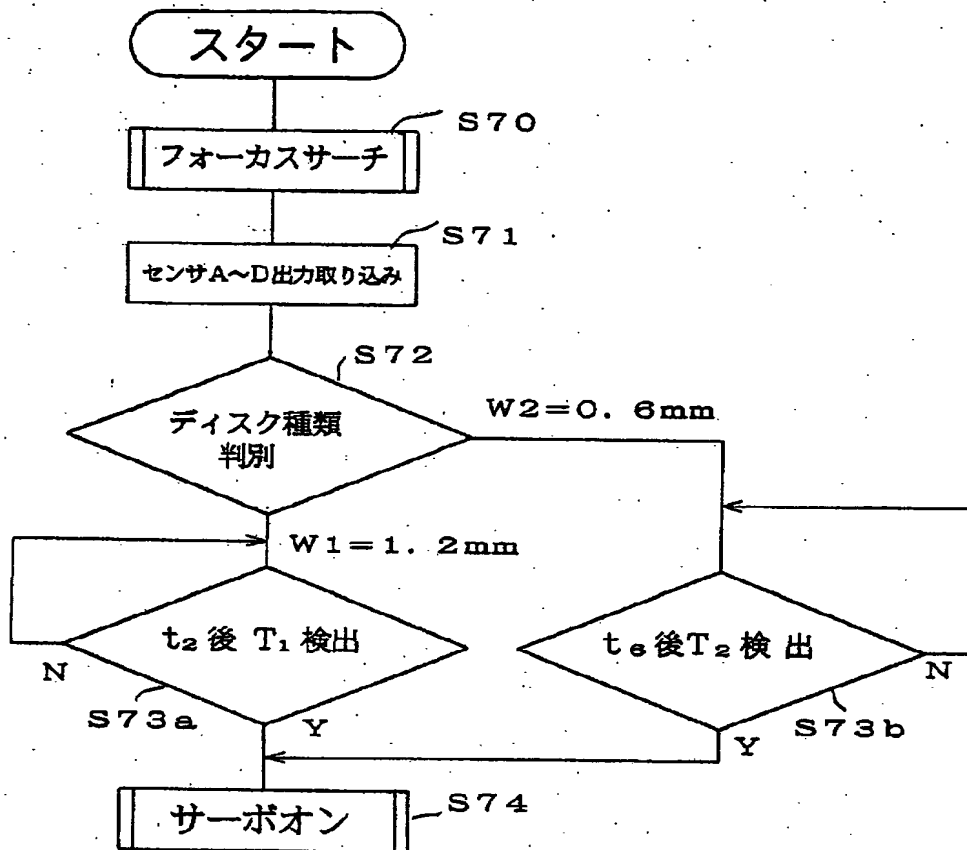 スタート
S70
フォーカスサーチ
S71
センサA～D出力取り込み
S72
ディスク種類
判別
W2=0.6mm
W1=1.2mm
t₂後 T₁検出
N
S73a
Y
t₆後T₂検出
N
S73b
Y
サーボオン
S74